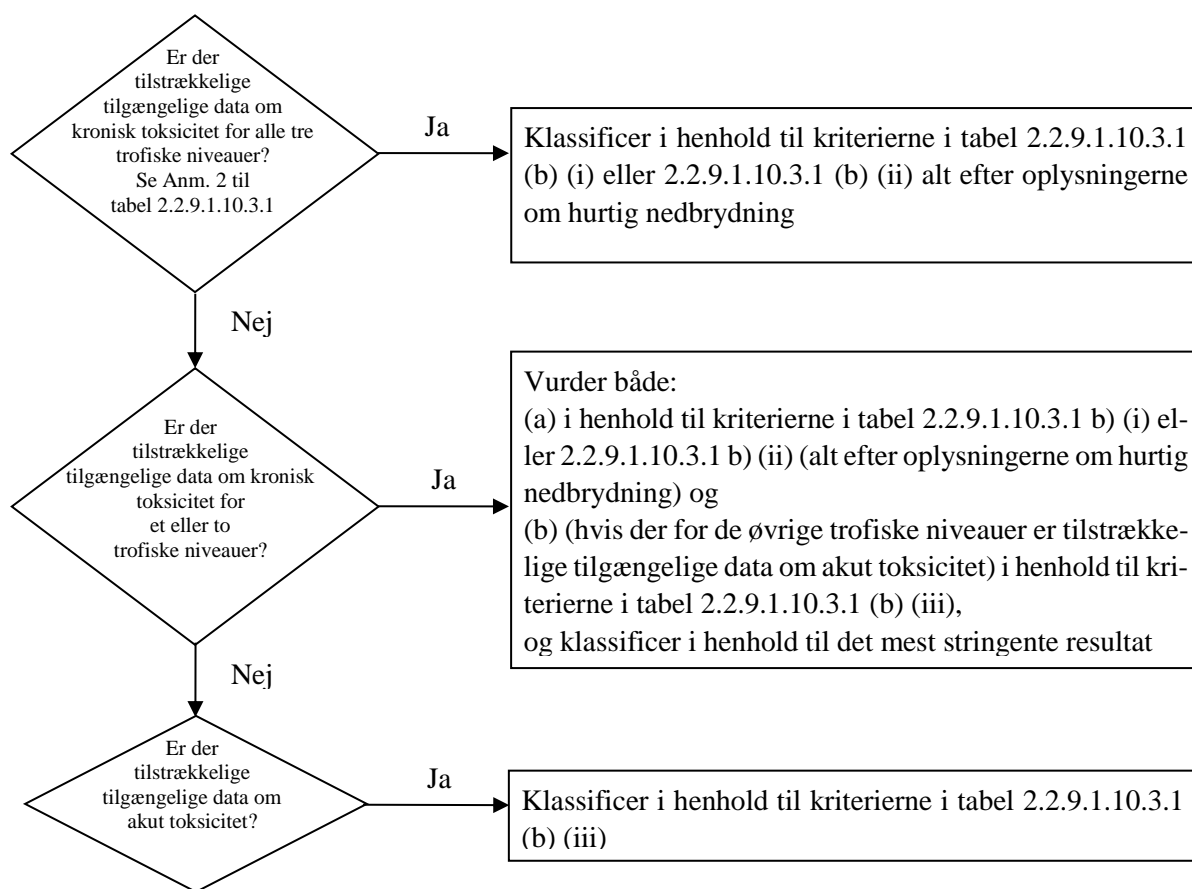 Er der
tilstrækkelige
tilgængelige data om
kronisk toksicitet for alle tre
trofiske niveauer?
Se Anm. 2 til
tabel 2.2.9.1.10.3.1
Ja
Klassificer i henhold til kriterierne i tabel 2.2.9.1.10.3.1
(b) (i) eller 2.2.9.1.10.3.1 (b) (ii) alt efter oplysningerne
om hurtig nedbrydning
Nej
Er der
tilstrækkelige
tilgængelige data om kronisk
toksicitet for
et eller to
trofiske niveauer?
Ja
Vurder både:
(a) i henhold til kriterierne i tabel 2.2.9.1.10.3.1 b) (i) el-
ler 2.2.9.1.10.3.1 b) (ii) (alt efter oplysningerne om hurtig
nedbrydning) og
(b) (hvis der for de øvrige trofiske niveauer er tilstrække-
lige tilgængelige data om akut toksicitet) i henhold til kri-
terierne i tabel 2.2.9.1.10.3.1 (b) (iii),
og klassificer i henhold til det mest stringente resultat
Nej
Er der
tilstrækkelige
tilgængelige data om
akut toksicitet?
Ja
Klassificer i henhold til kriterierne i tabel 2.2.9.1.10.3.1
(b) (iii)